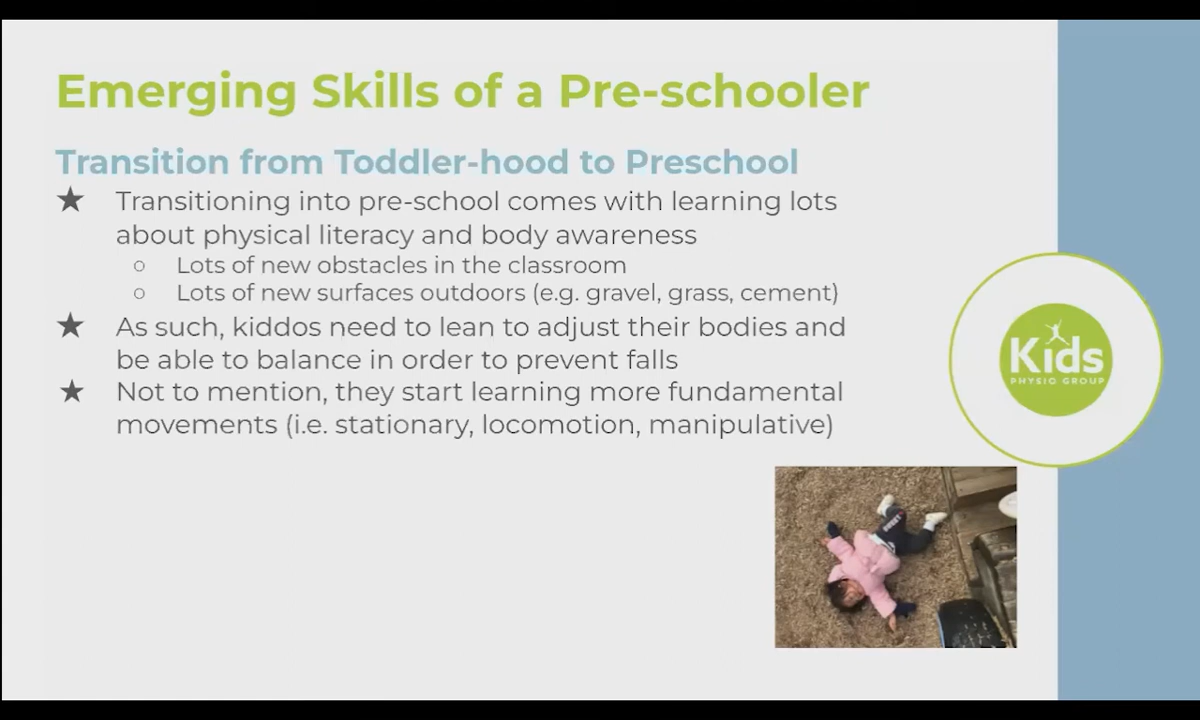 Emerging Skills of a Pre-schooler
Transition from Toddler-hood to Preschool
★ Transitioning into pre-school comes with learning lots
about physical literacy and body awareness
○ Lots of new obstacles in the classroom
○ Lots of new surfaces outdoors (e.g. gravel, grass, cement)
★ As such, kiddos need to lean to adjust their bodies and
be able to balance in order to prevent falls
★ Not to mention, they start learning more fundamental
movements (i.e. stationary, locomotion, manipulative)
Kids
PHYSIO GROUP